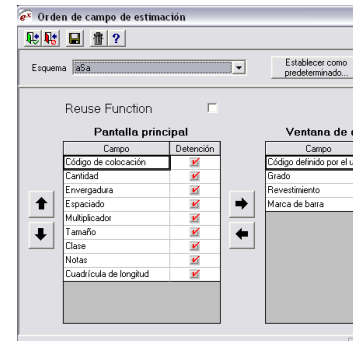 Orden de campo de estimación
Esquema aSa Establecer como predeterminado...
Reuse Function
Pantalla principal
Campo Detención
Código de colocación
Cantidad
Envergadura
Espaciado
Multiplicador
Tamaño
Clase
Notas
Cuadrícula de longitud
Ventana de
Campo
Código definido por el u
Grado
Revestimiento
Marca de barra